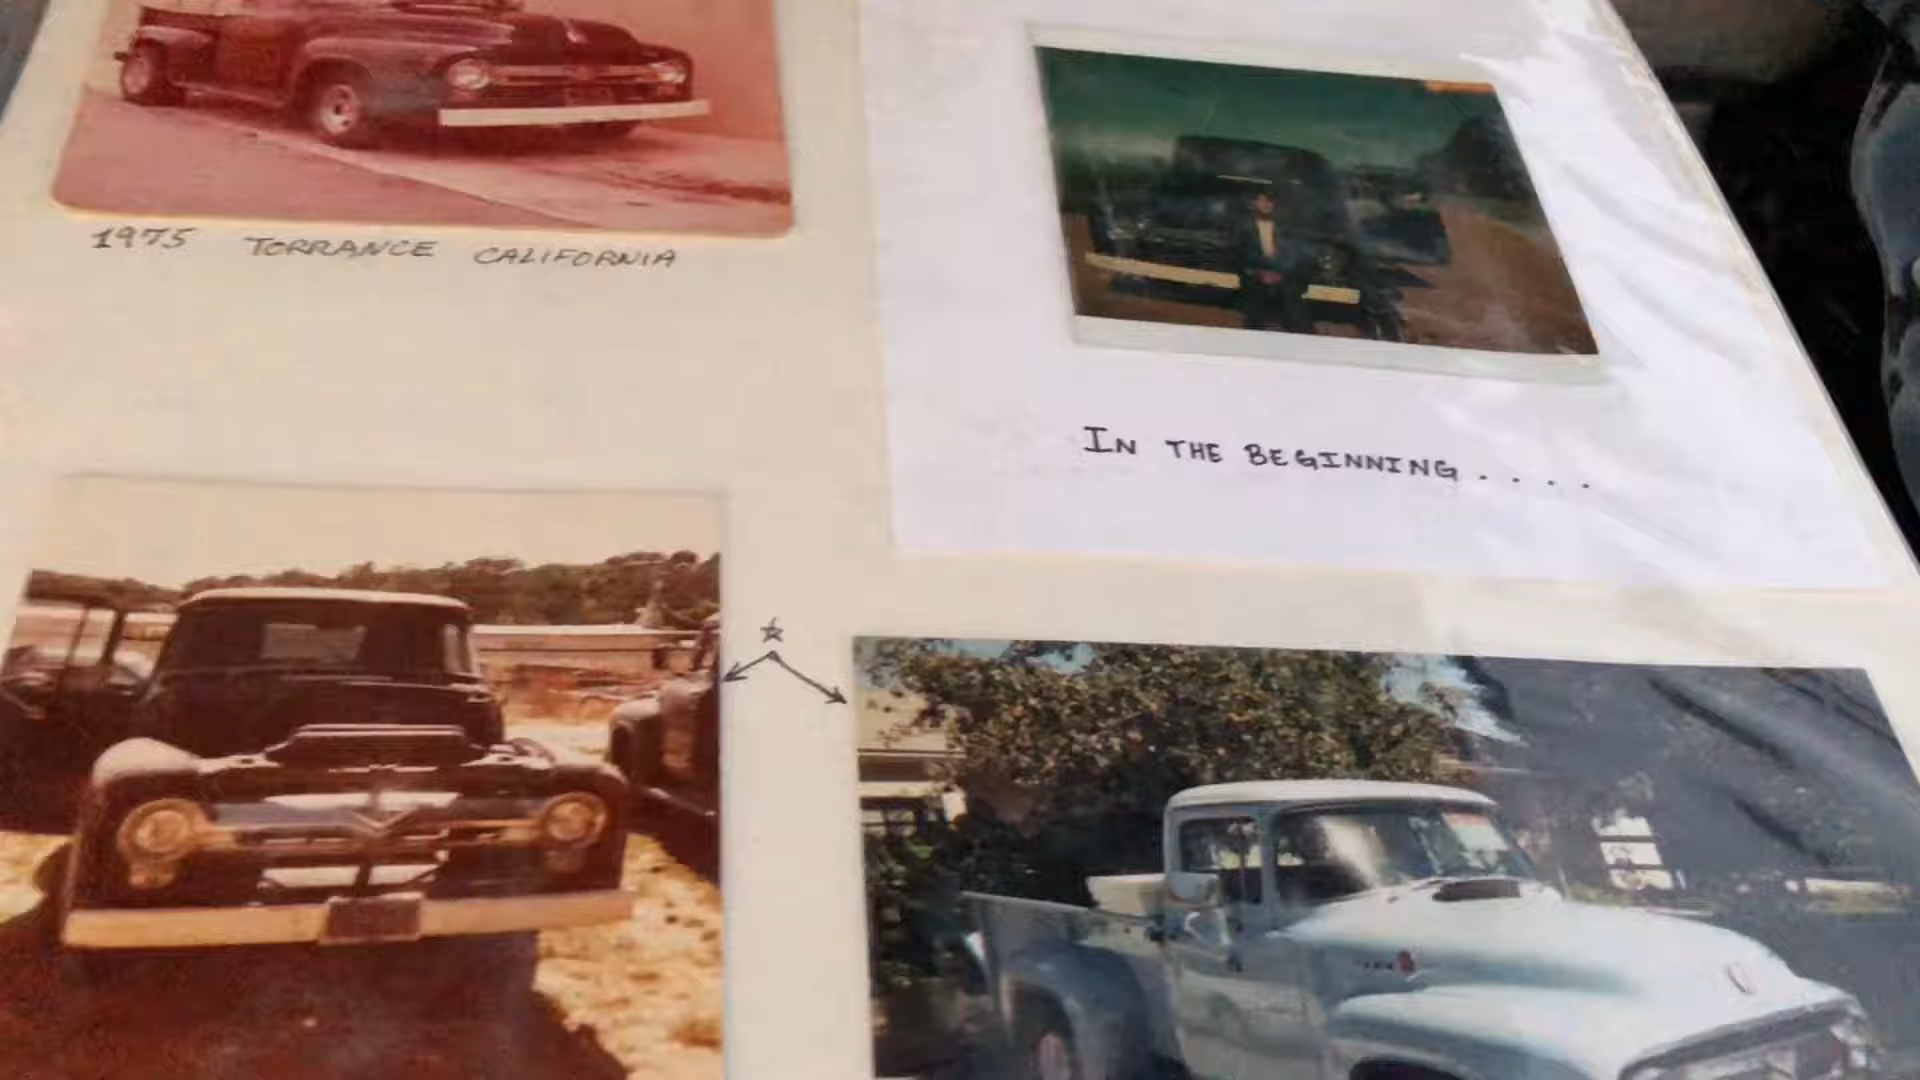 1975 TORRANCE CALIFORNIA
IN THE BEGINNING....